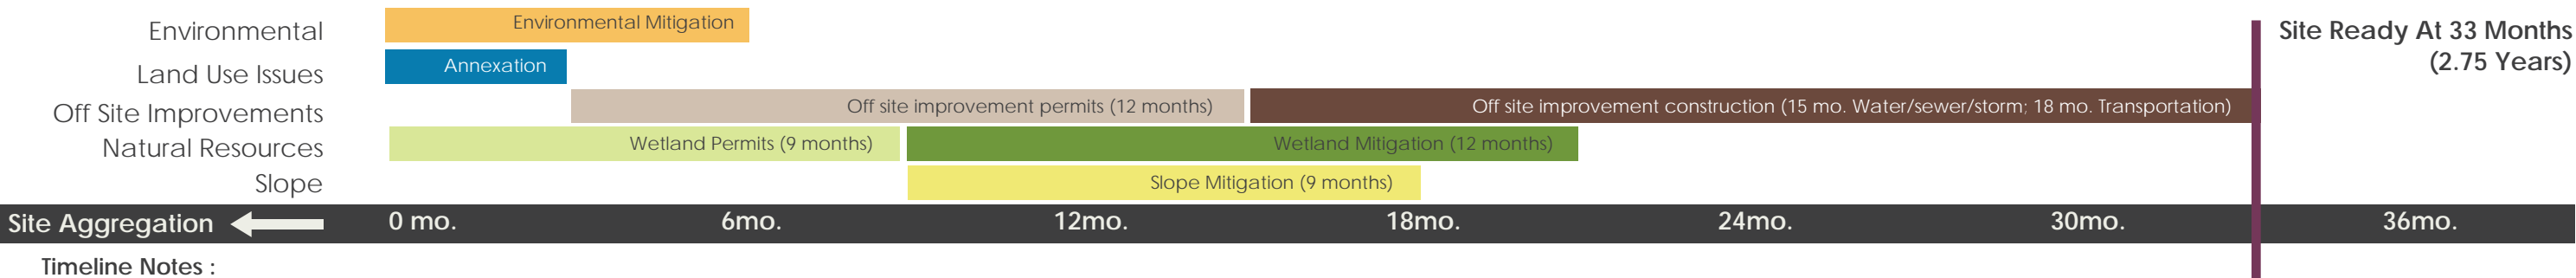 Environmental
Environmental Mitigation
Site Ready At 33 Months
(2.75 Years)
Land Use Issues
Annexation
Off Site Improvements
Off site improvement permits (12 months)
Off site improvement construction (15 mo. Water/sewer/storm; 18 mo. Transportation)
Natural Resources
Wetland Permits (9 months)
Wetland Mitigation (12 months)
Slope
Slope Mitigation (9 months)
Site Aggregation
0 mo.
6mo.
12mo.
18mo.
24mo.
30mo.
36mo.
Timeline Notes :